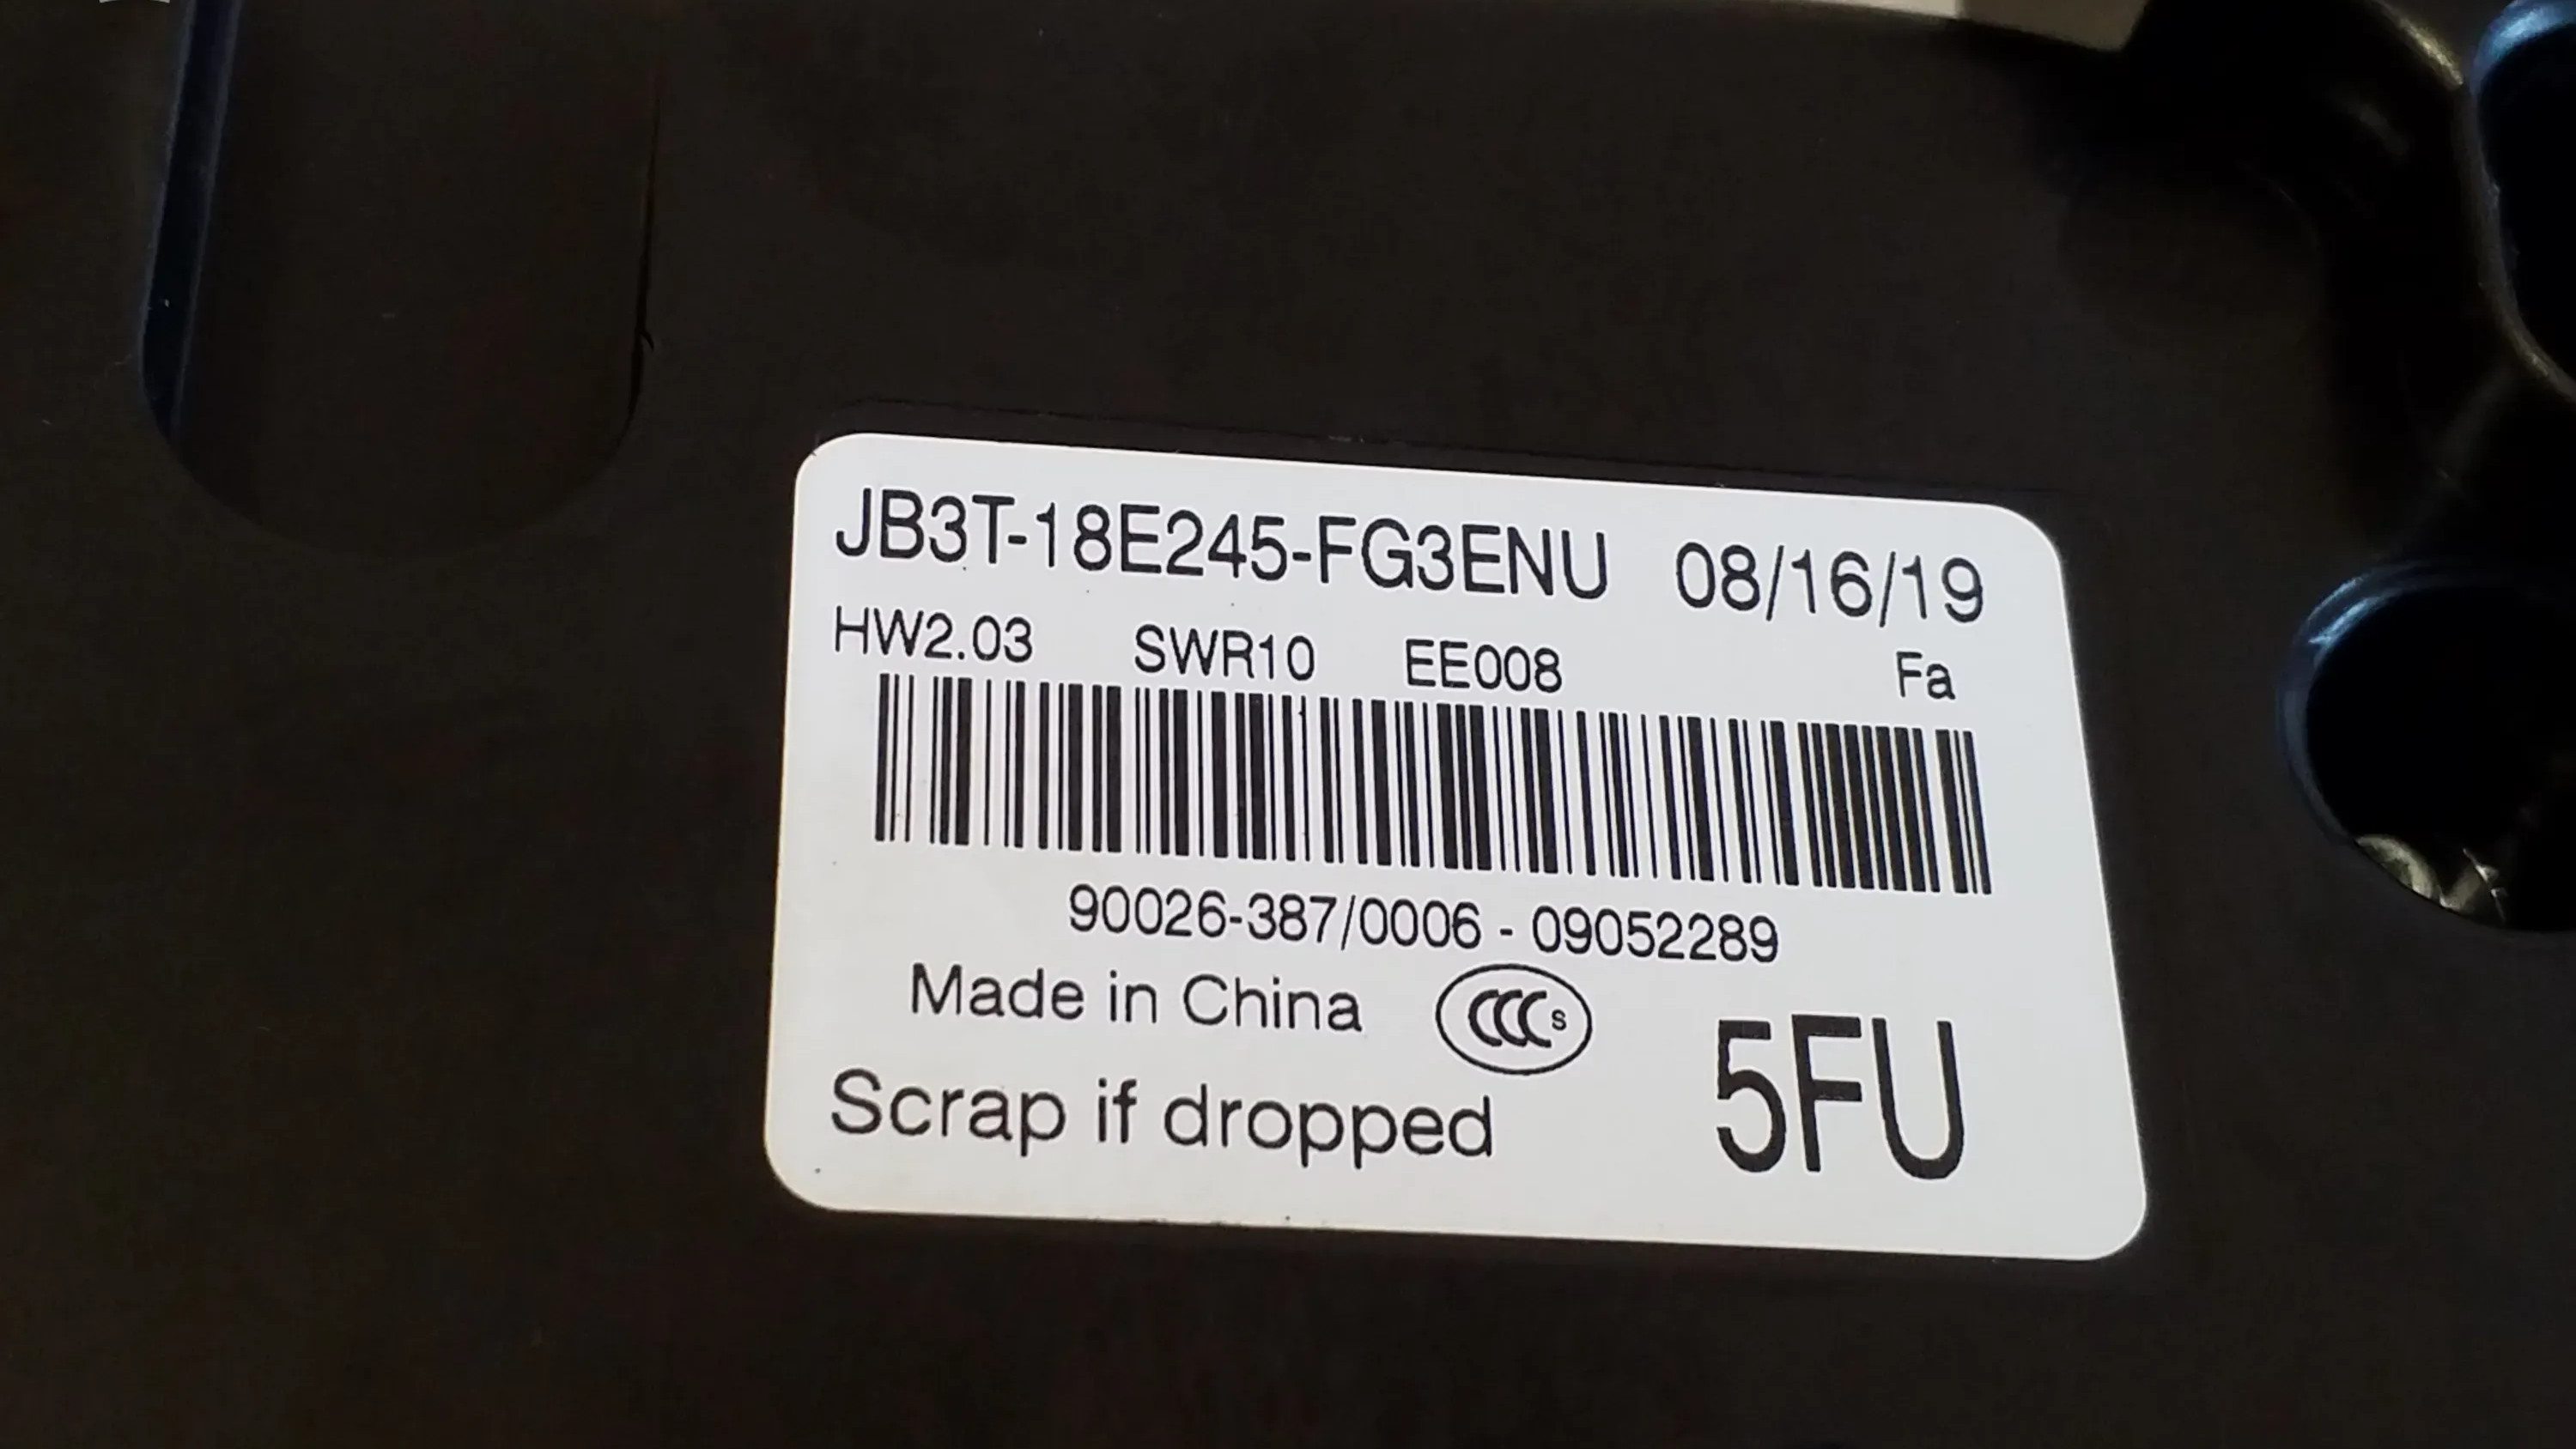 JB3T-18E245-FG3ENU 08/16/19
HW2.03 SWR10 EE008 Fa
90026-387/0006 - 09052289
Made in China CCC S
Scrap if dropped 5FU